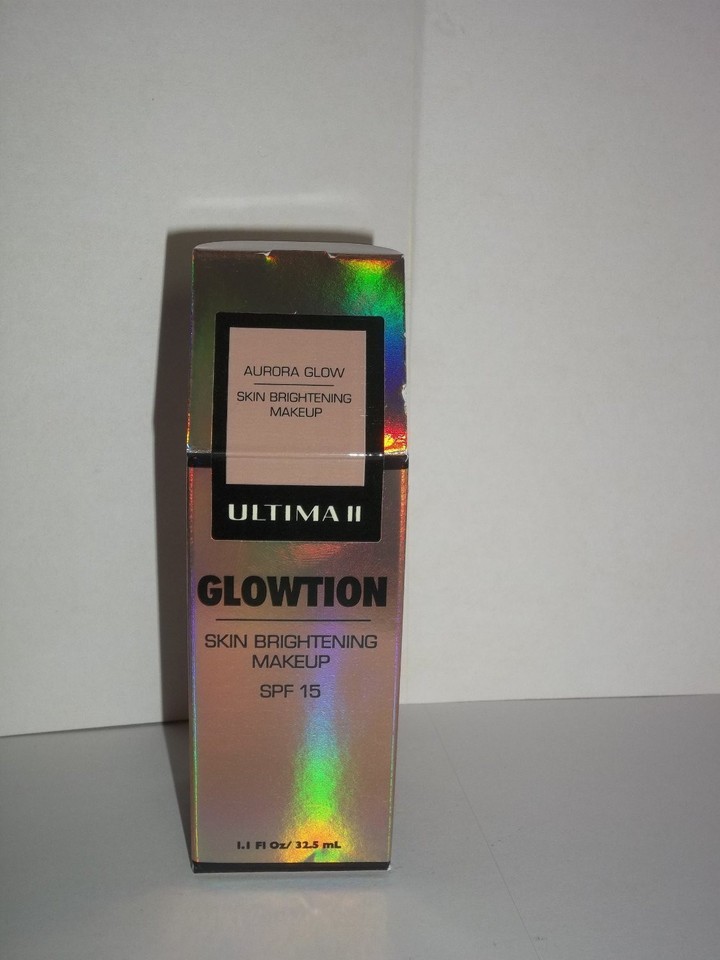 AURORA GLOW
SKIN BRIGHTENING
MAKEUP
ULTIMA II
GLOWTION
SKIN BRIGHTENING
MAKEUP
SPF 15
1.1 Fl Oz/ 32.5 mL